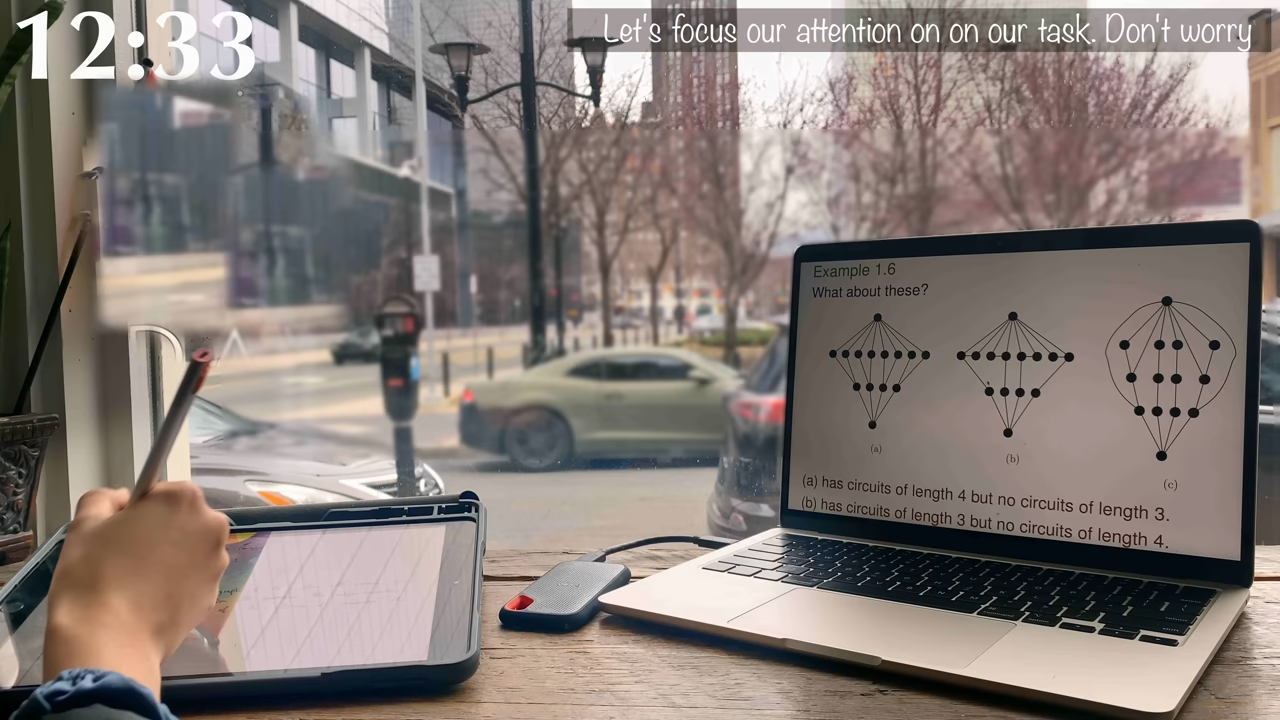 12:33
Let's focus our attention on on our task. Don't worry
Example 1.6
What about these?
(a)
(b)
(c)
(a) has circuits of length 4 but no circuits of length 3.
(b) has circuits of length 3 but no circuits of length 4.